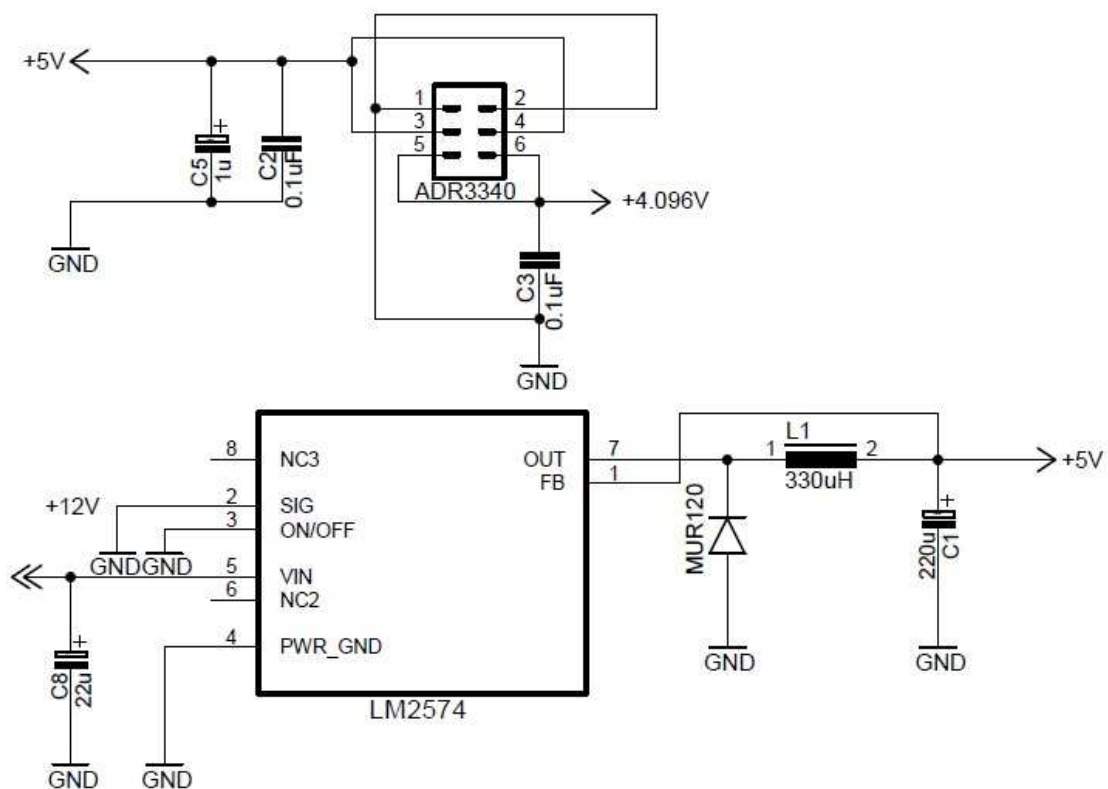 +5V
1 2
3 4
5 6
ADR3340
+
C5
1u
C2
0.1uF
GND
+4.096V
C3
0.1uF
GND
8 NC3
+12V
2 SIG
3 ON/OFF
GND GND
5 VIN
6 NC2
4 PWR_GND
OUT 7
FB 1
LM2574
L1
1 2
330uH
+5V
MUR120
+
220u
C1
GND
GND
+
C8
22u
GND
GND